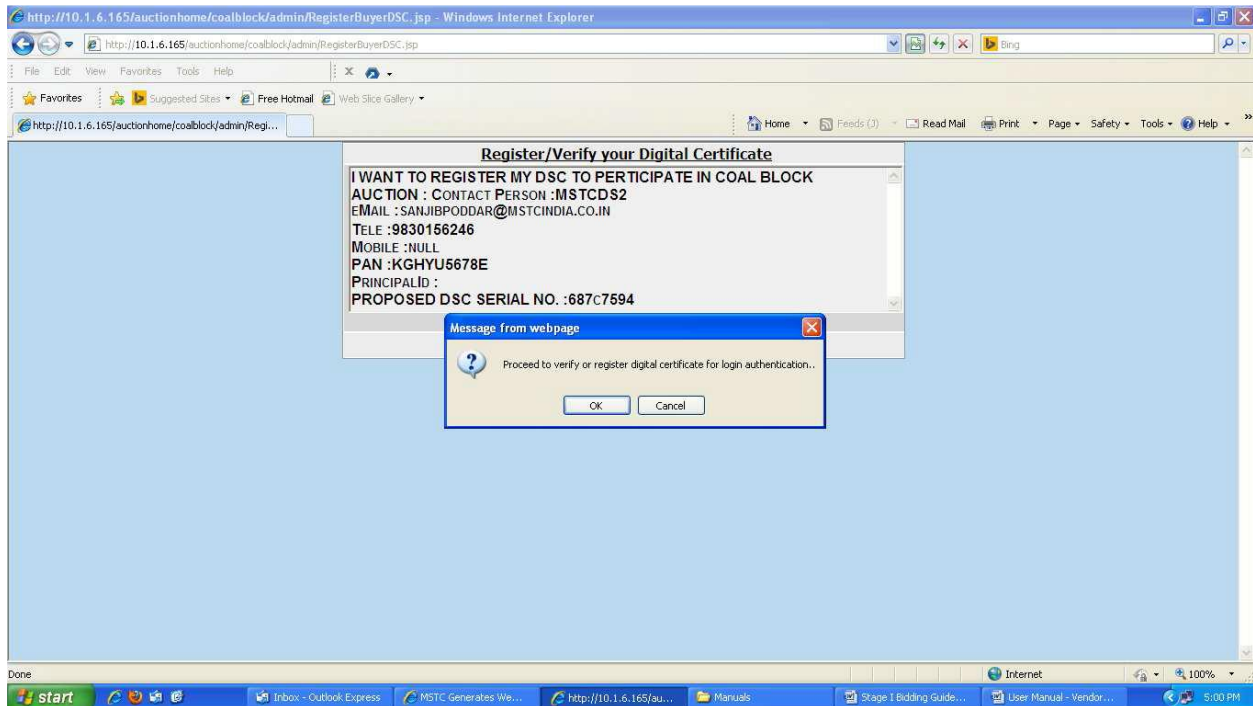 http://10.1.6.165/auctionhome/coalblock/admin/RegisterBuyerDSC.jsp - Windows Internet Explorer
http://10.1.6.165/auctionhome/coalblock/admin/RegisterBuyerDSC.jsp
Bing
File Edit View Favorites Tools Help
Favorites Suggested Sites Free Hotmail Web Slice Gallery
http://10.1.6.165/auctionhome/coalblock/admin/Regi...
Home Feeds (J) Read Mail Print Page Safety Tools Help
Register/Verify your Digital Certificate
I WANT TO REGISTER MY DSC TO PERTICIPATE IN COAL BLOCK
AUCTION : CONTACT PERSON :MSTCDS2
EMAIL :SANJIBPODDAR@MSTCINDIA.CO.IN
TELE :9830156246
MOBILE :NULL
PAN :KGHYU5678E
PRINCIPALID :
PROPOSED DSC SERIAL NO. :687C7594
Message from webpage
Proceed to verify or register digital certificate for login authentication..
OK Cancel
Done
Internet
100%
start
Inbox - Outlook Express
MSTC Generates We...
http://10.1.6.165/au...
Manuals
Stage I Bidding Guide...
User Manual - Vendor...
5:00 PM